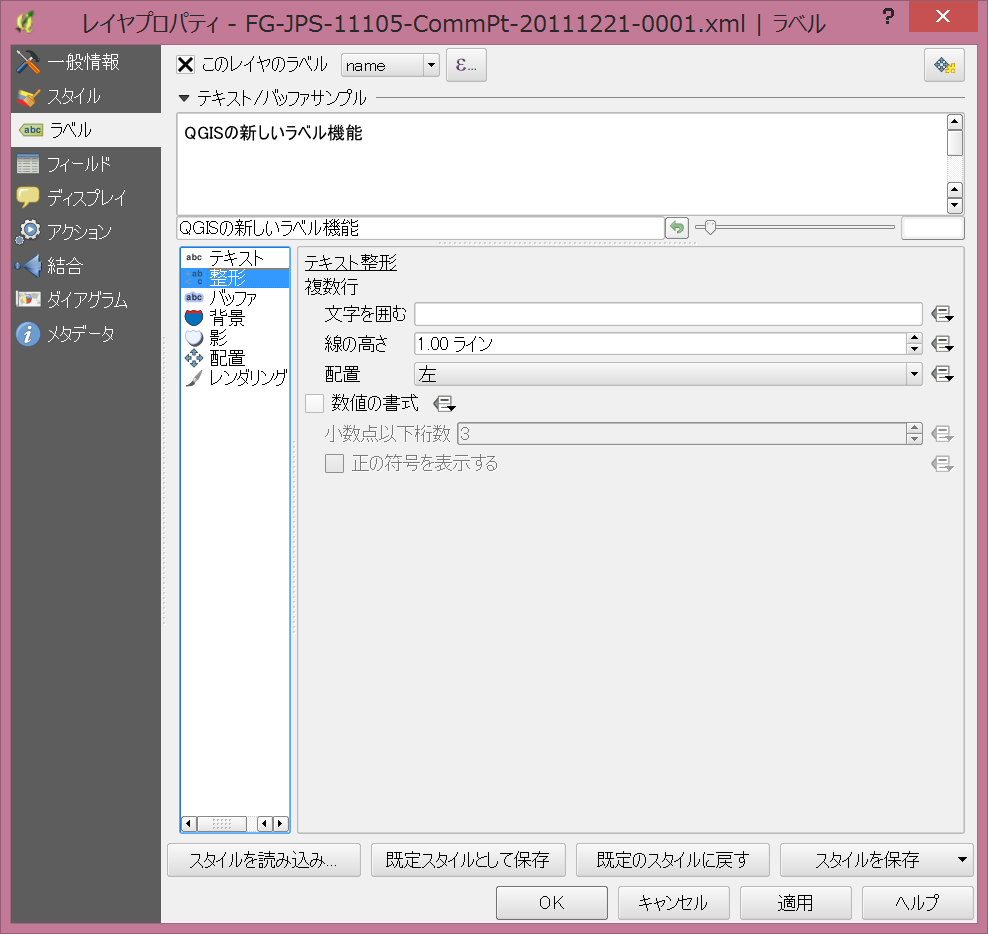 レイヤプロパティ - FG-JPS-11105-CommPt-20111221-0001.xml | ラベル
?
一般情報
スタイル
abc ラベル
フィールド
ディスプレイ
アクション
結合
ダイアグラム
メタデータ
このレイヤのラベル name ε...
テキスト/バッファサンプル
QGISの新しいラベル機能
QGISの新しいラベル機能
abc テキスト
ab c 整形
abc バッファ
背景
影
配置
レンダリング
テキスト整形
複数行
文字を囲む
線の高さ 1.00 ライン
配置 左
数値の書式
小数点以下桁数 3
正の符号を表示する
スタイルを読み込み... 既定スタイルとして保存 既定のスタイルに戻す スタイルを保存
OK キャンセル 適用 ヘルプ